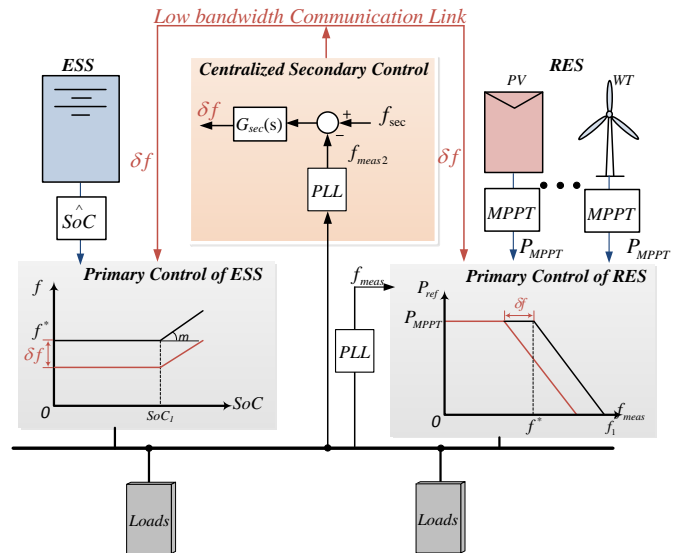 Low bandwidth Communication Link
ESS
Centralized Secondary Control
RES
PV
WT
δf
G_sec(s)
+
−
f_sec
f_meas2
PLL
δf
δf
^
SoC
MPPT
• • •
MPPT
P_MPPT
P_MPPT
Primary Control of ESS
f
f*
m
δf
0
SoC_1
SoC
f_meas
PLL
Primary Control of RES
P_ref
δf
P_MPPT
0
f*
f_1
f_meas
Loads
Loads